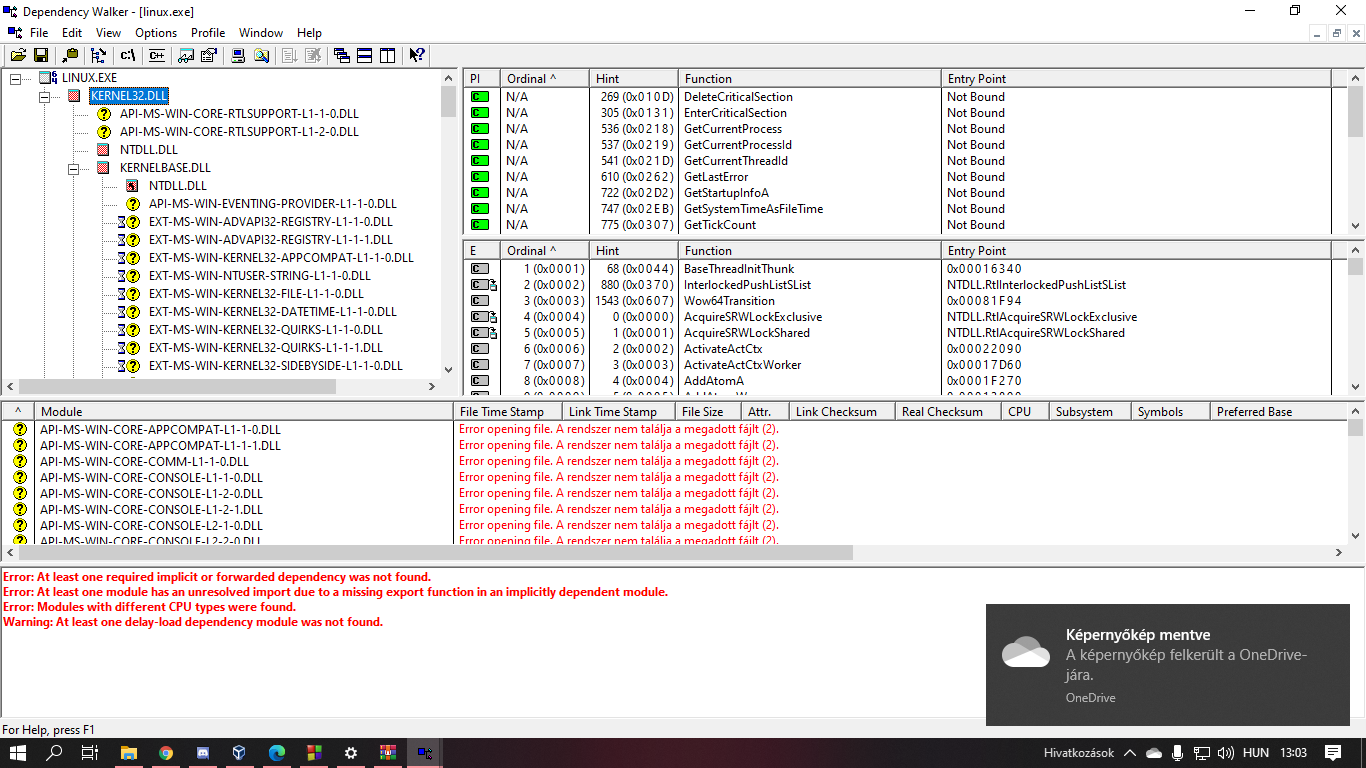 Dependency Walker - [linux.exe]
File Edit View Options Profile Window Help
c:\ C++
LINUX.EXE
KERNEL32.DLL
API-MS-WIN-CORE-RTLSUPPORT-L1-1-0.DLL
API-MS-WIN-CORE-RTLSUPPORT-L1-2-0.DLL
NTDLL.DLL
KERNELBASE.DLL
NTDLL.DLL
API-MS-WIN-EVENTING-PROVIDER-L1-1-0.DLL
EXT-MS-WIN-ADVAPI32-REGISTRY-L1-1-0.DLL
EXT-MS-WIN-ADVAPI32-REGISTRY-L1-1-1.DLL
EXT-MS-WIN-KERNEL32-APPCOMPAT-L1-1-0.DLL
EXT-MS-WIN-NTUSER-STRING-L1-1-0.DLL
EXT-MS-WIN-KERNEL32-FILE-L1-1-0.DLL
EXT-MS-WIN-KERNEL32-DATETIME-L1-1-0.DLL
EXT-MS-WIN-KERNEL32-QUIRKS-L1-1-0.DLL
EXT-MS-WIN-KERNEL32-QUIRKS-L1-1-1.DLL
EXT-MS-WIN-KERNEL32-SIDEBYSIDE-L1-1-0.DLL
PI Ordinal ^ Hint Function Entry Point
C N/A 269 (0x010D) DeleteCriticalSection Not Bound
C N/A 305 (0x0131) EnterCriticalSection Not Bound
C N/A 536 (0x0218) GetCurrentProcess Not Bound
C N/A 537 (0x0219) GetCurrentProcessId Not Bound
C N/A 541 (0x021D) GetCurrentThreadId Not Bound
C N/A 610 (0x0262) GetLastError Not Bound
C N/A 722 (0x02D2) GetStartupInfoA Not Bound
C N/A 747 (0x02EB) GetSystemTimeAsFileTime Not Bound
C N/A 775 (0x0307) GetTickCount Not Bound
E Ordinal ^ Hint Function Entry Point
C 1 (0x0001) 68 (0x0044) BaseThreadInitThunk 0x00016340
C 2 (0x0002) 880 (0x0370) InterlockedPushListSList NTDLL.RtlInterlockedPushListSList
C 3 (0x0003) 1543 (0x0607) Wow64Transition 0x00081F94
C 4 (0x0004) 0 (0x0000) AcquireSRWLockExclusive NTDLL.RtlAcquireSRWLockExclusive
C 5 (0x0005) 1 (0x0001) AcquireSRWLockShared NTDLL.RtlAcquireSRWLockShared
C 6 (0x0006) 2 (0x0002) ActivateActCtx 0x00022090
C 7 (0x0007) 3 (0x0003) ActivateActCtxWorker 0x00017D60
C 8 (0x0008) 4 (0x0004) AddAtomA 0x0001F270
^ Module File Time Stamp Link Time Stamp File Size Attr. Link Checksum Real Checksum CPU Subsystem Symbols Preferred Base
API-MS-WIN-CORE-APPCOMPAT-L1-1-0.DLL Error opening file. A rendszer nem találja a megadott fájlt (2).
API-MS-WIN-CORE-APPCOMPAT-L1-1-1.DLL Error opening file. A rendszer nem találja a megadott fájlt (2).
API-MS-WIN-CORE-COMM-L1-1-0.DLL Error opening file. A rendszer nem találja a megadott fájlt (2).
API-MS-WIN-CORE-CONSOLE-L1-1-0.DLL Error opening file. A rendszer nem találja a megadott fájlt (2).
API-MS-WIN-CORE-CONSOLE-L1-2-0.DLL Error opening file. A rendszer nem találja a megadott fájlt (2).
API-MS-WIN-CORE-CONSOLE-L1-2-1.DLL Error opening file. A rendszer nem találja a megadott fájlt (2).
API-MS-WIN-CORE-CONSOLE-L2-1-0.DLL Error opening file. A rendszer nem találja a megadott fájlt (2).
API-MS-WIN-CORE-CONSOLE-L2-2-0.DLL Error opening file. A rendszer nem találja a megadott fájlt (2).
Error: At least one required implicit or forwarded dependency was not found.
Error: At least one module has an unresolved import due to a missing export function in an implicitly dependent module.
Error: Modules with different CPU types were found.
Warning: At least one delay-load dependency module was not found.
Képernyőkép mentve
A képernyőkép felkerült a OneDrive-
jára.
OneDrive
For Help, press F1
Hivatkozások HUN 13:03